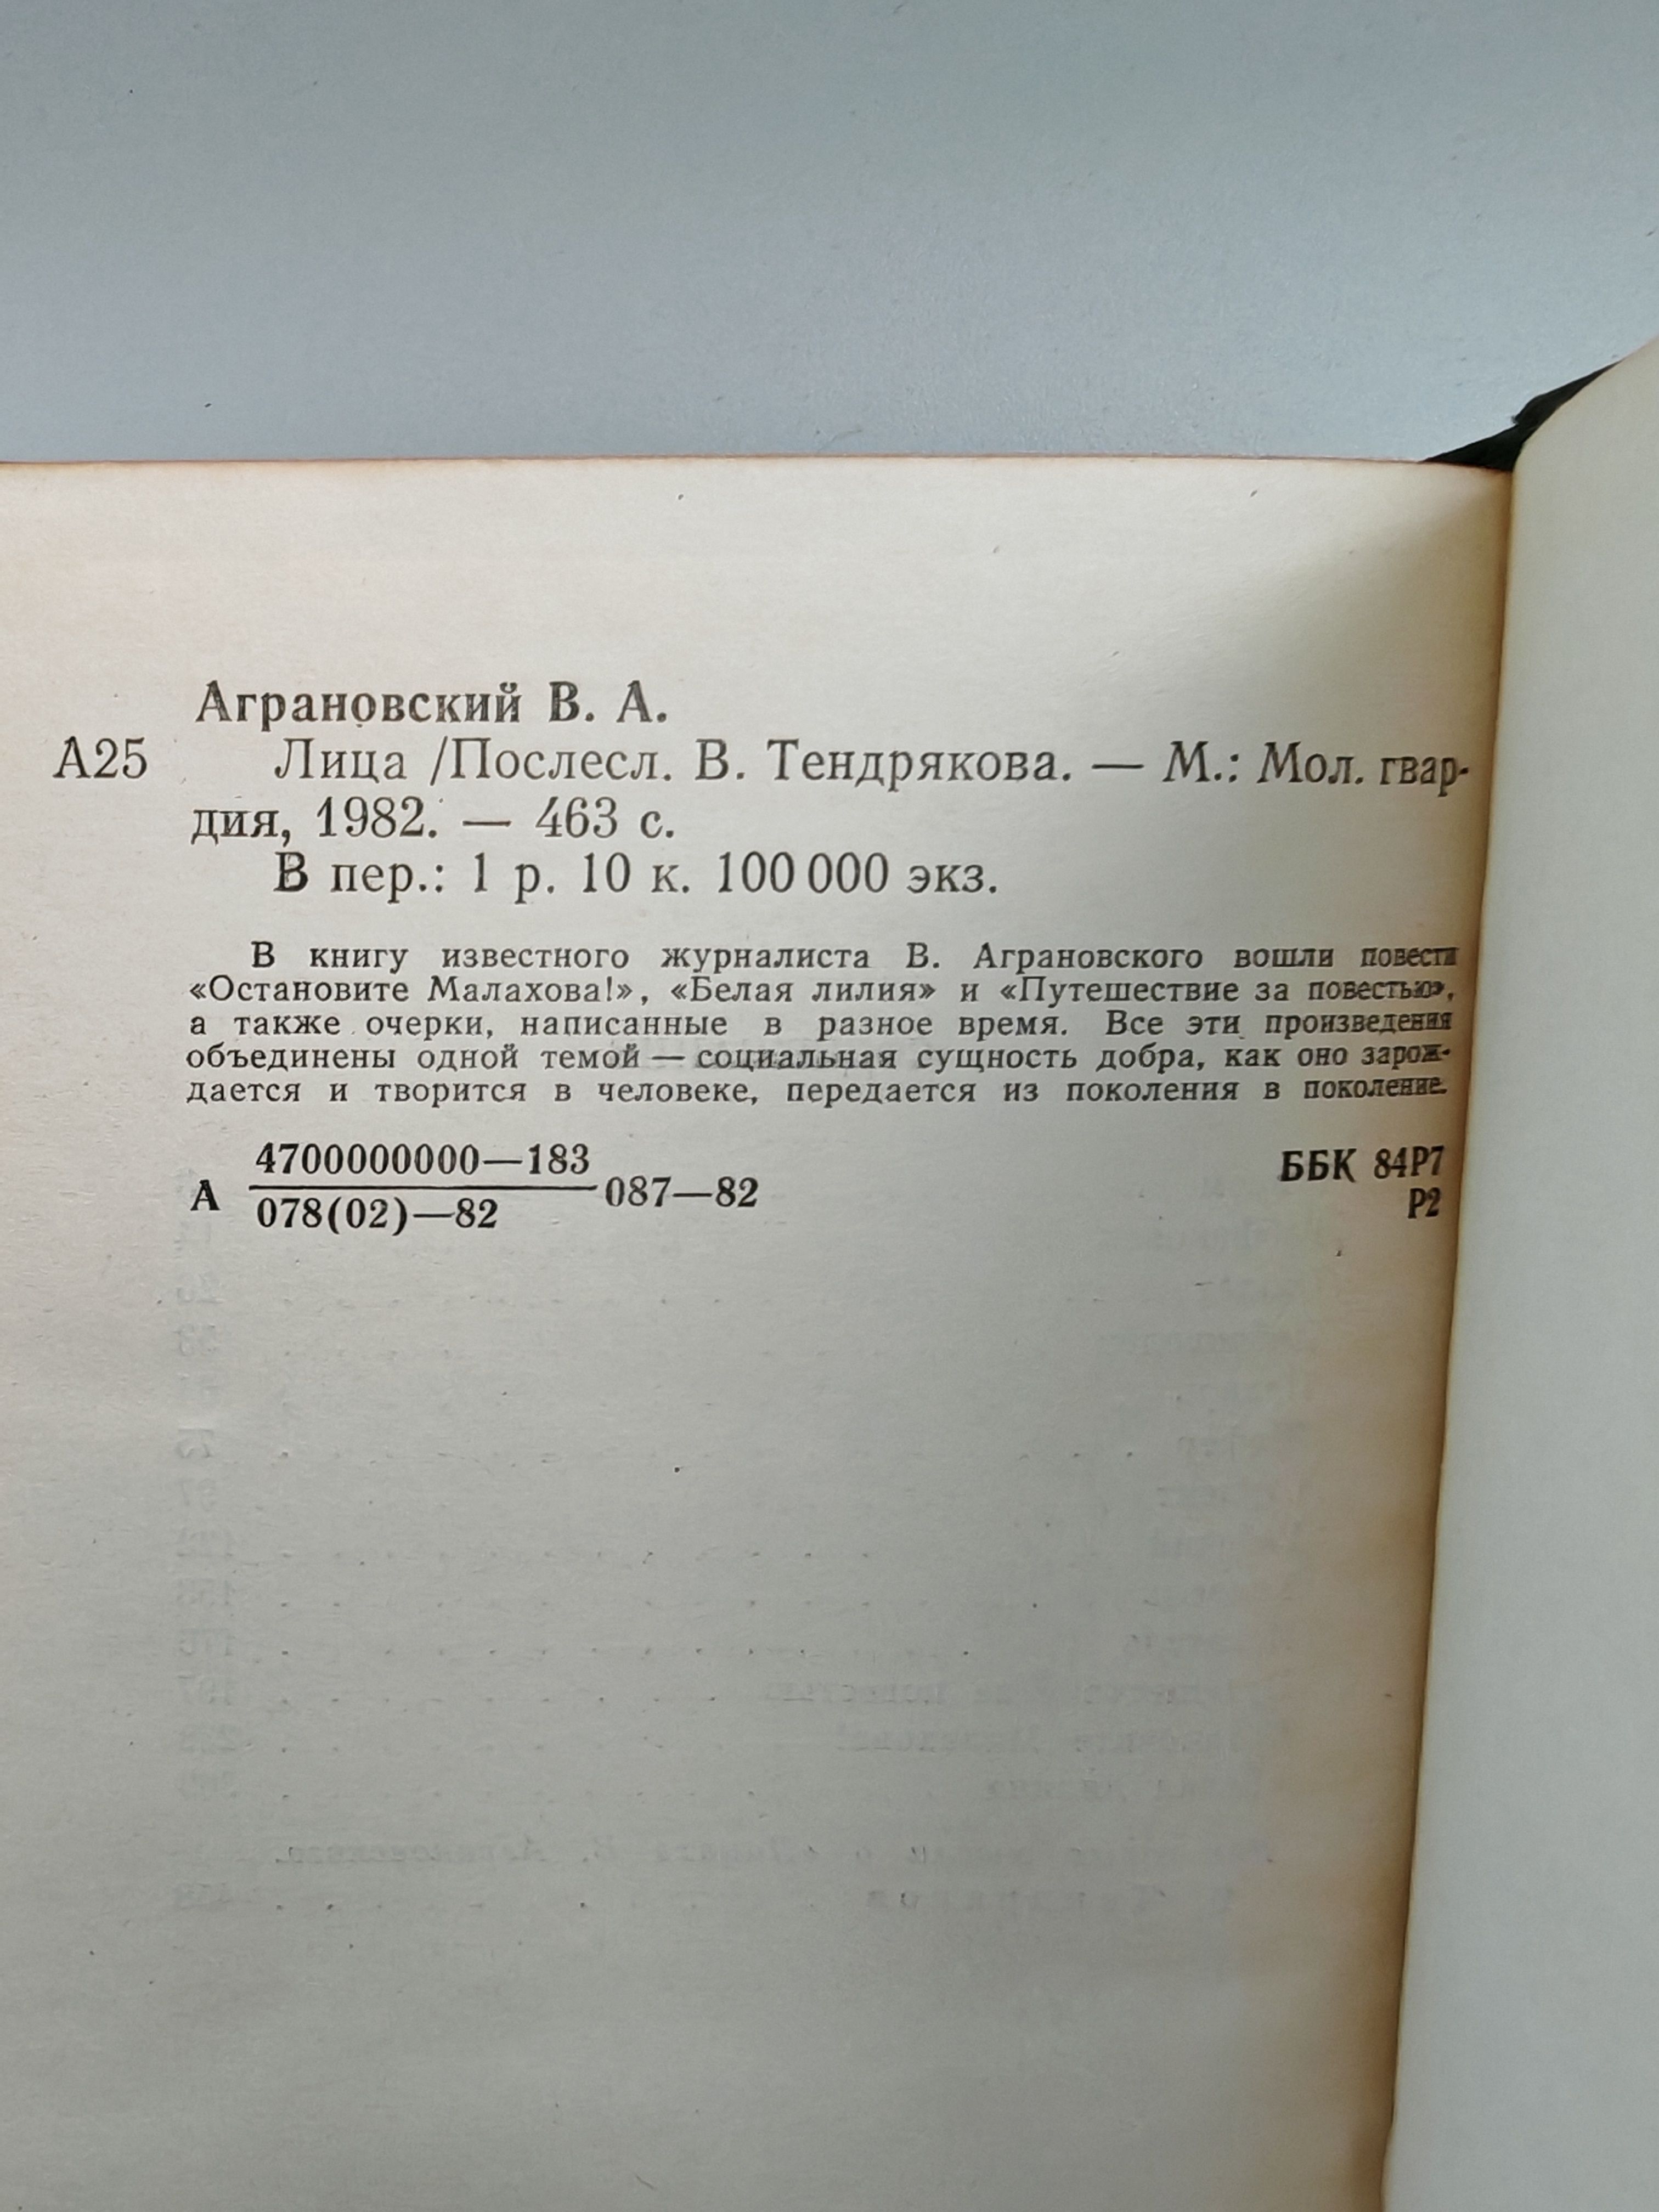 Аграновский В. А.
А25 Лица /Послесл. В. Тендрякова. — М.: Мол. гвар-
дия, 1982. — 463 с.
В пер.: 1 р. 10 к. 100 000 экз.
В книгу известного журналиста В. Аграновского вошли повести
«Остановите Малахова!», «Белая лилия» и «Путешествие за повестью»,
а также очерки, написанные в разное время. Все эти произведения
объединены одной темой — социальная сущность добра, как оно зарож-
дается и творится в человеке, передается из поколения в поколение.
А 4700000000—183
078(02)—82 087—82
ББК 84Р7
Р2